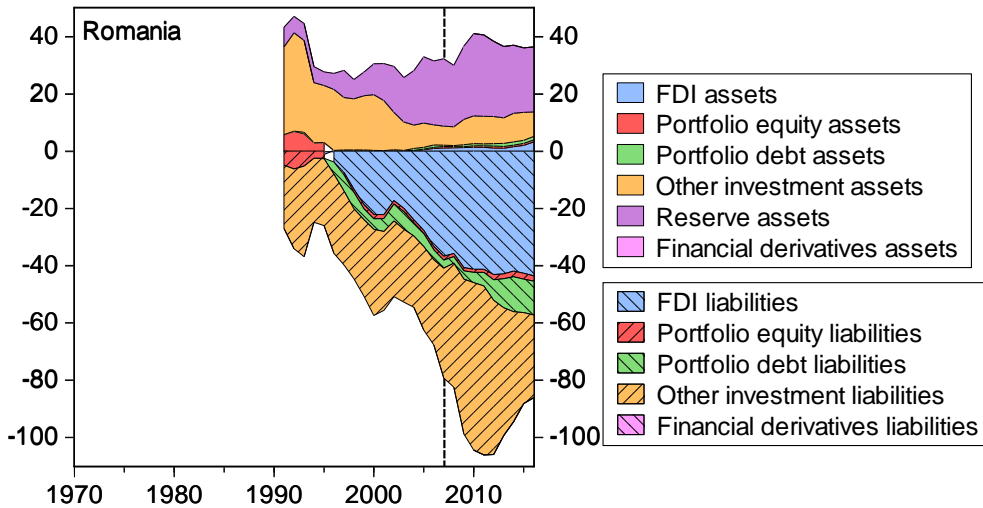 Romania
40
20
0
-20
-40
-60
-80
-100
40
20
0
-20
-40
-60
-80
-100
1970
1980
1990
2000
2010
FDI assets
Portfolio equity assets
Portfolio debt assets
Other investment assets
Reserve assets
Financial derivatives assets
FDI liabilities
Portfolio equity liabilities
Portfolio debt liabilities
Other investment liabilities
Financial derivatives liabilities